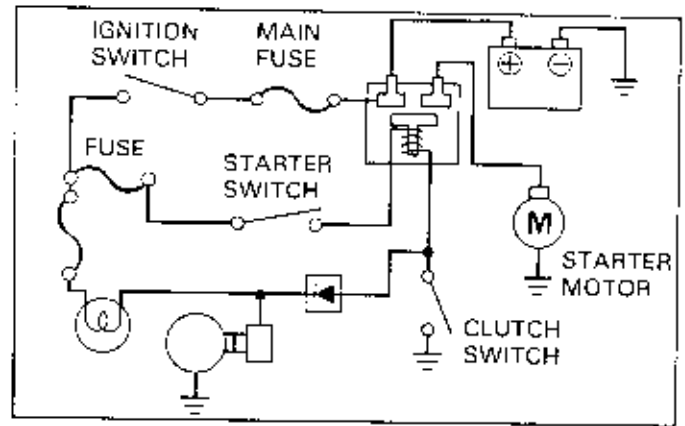 IGNITION
SWITCH
MAIN
FUSE
FUSE
STARTER
SWITCH
M
STARTER
MOTOR
CLUTCH
SWITCH